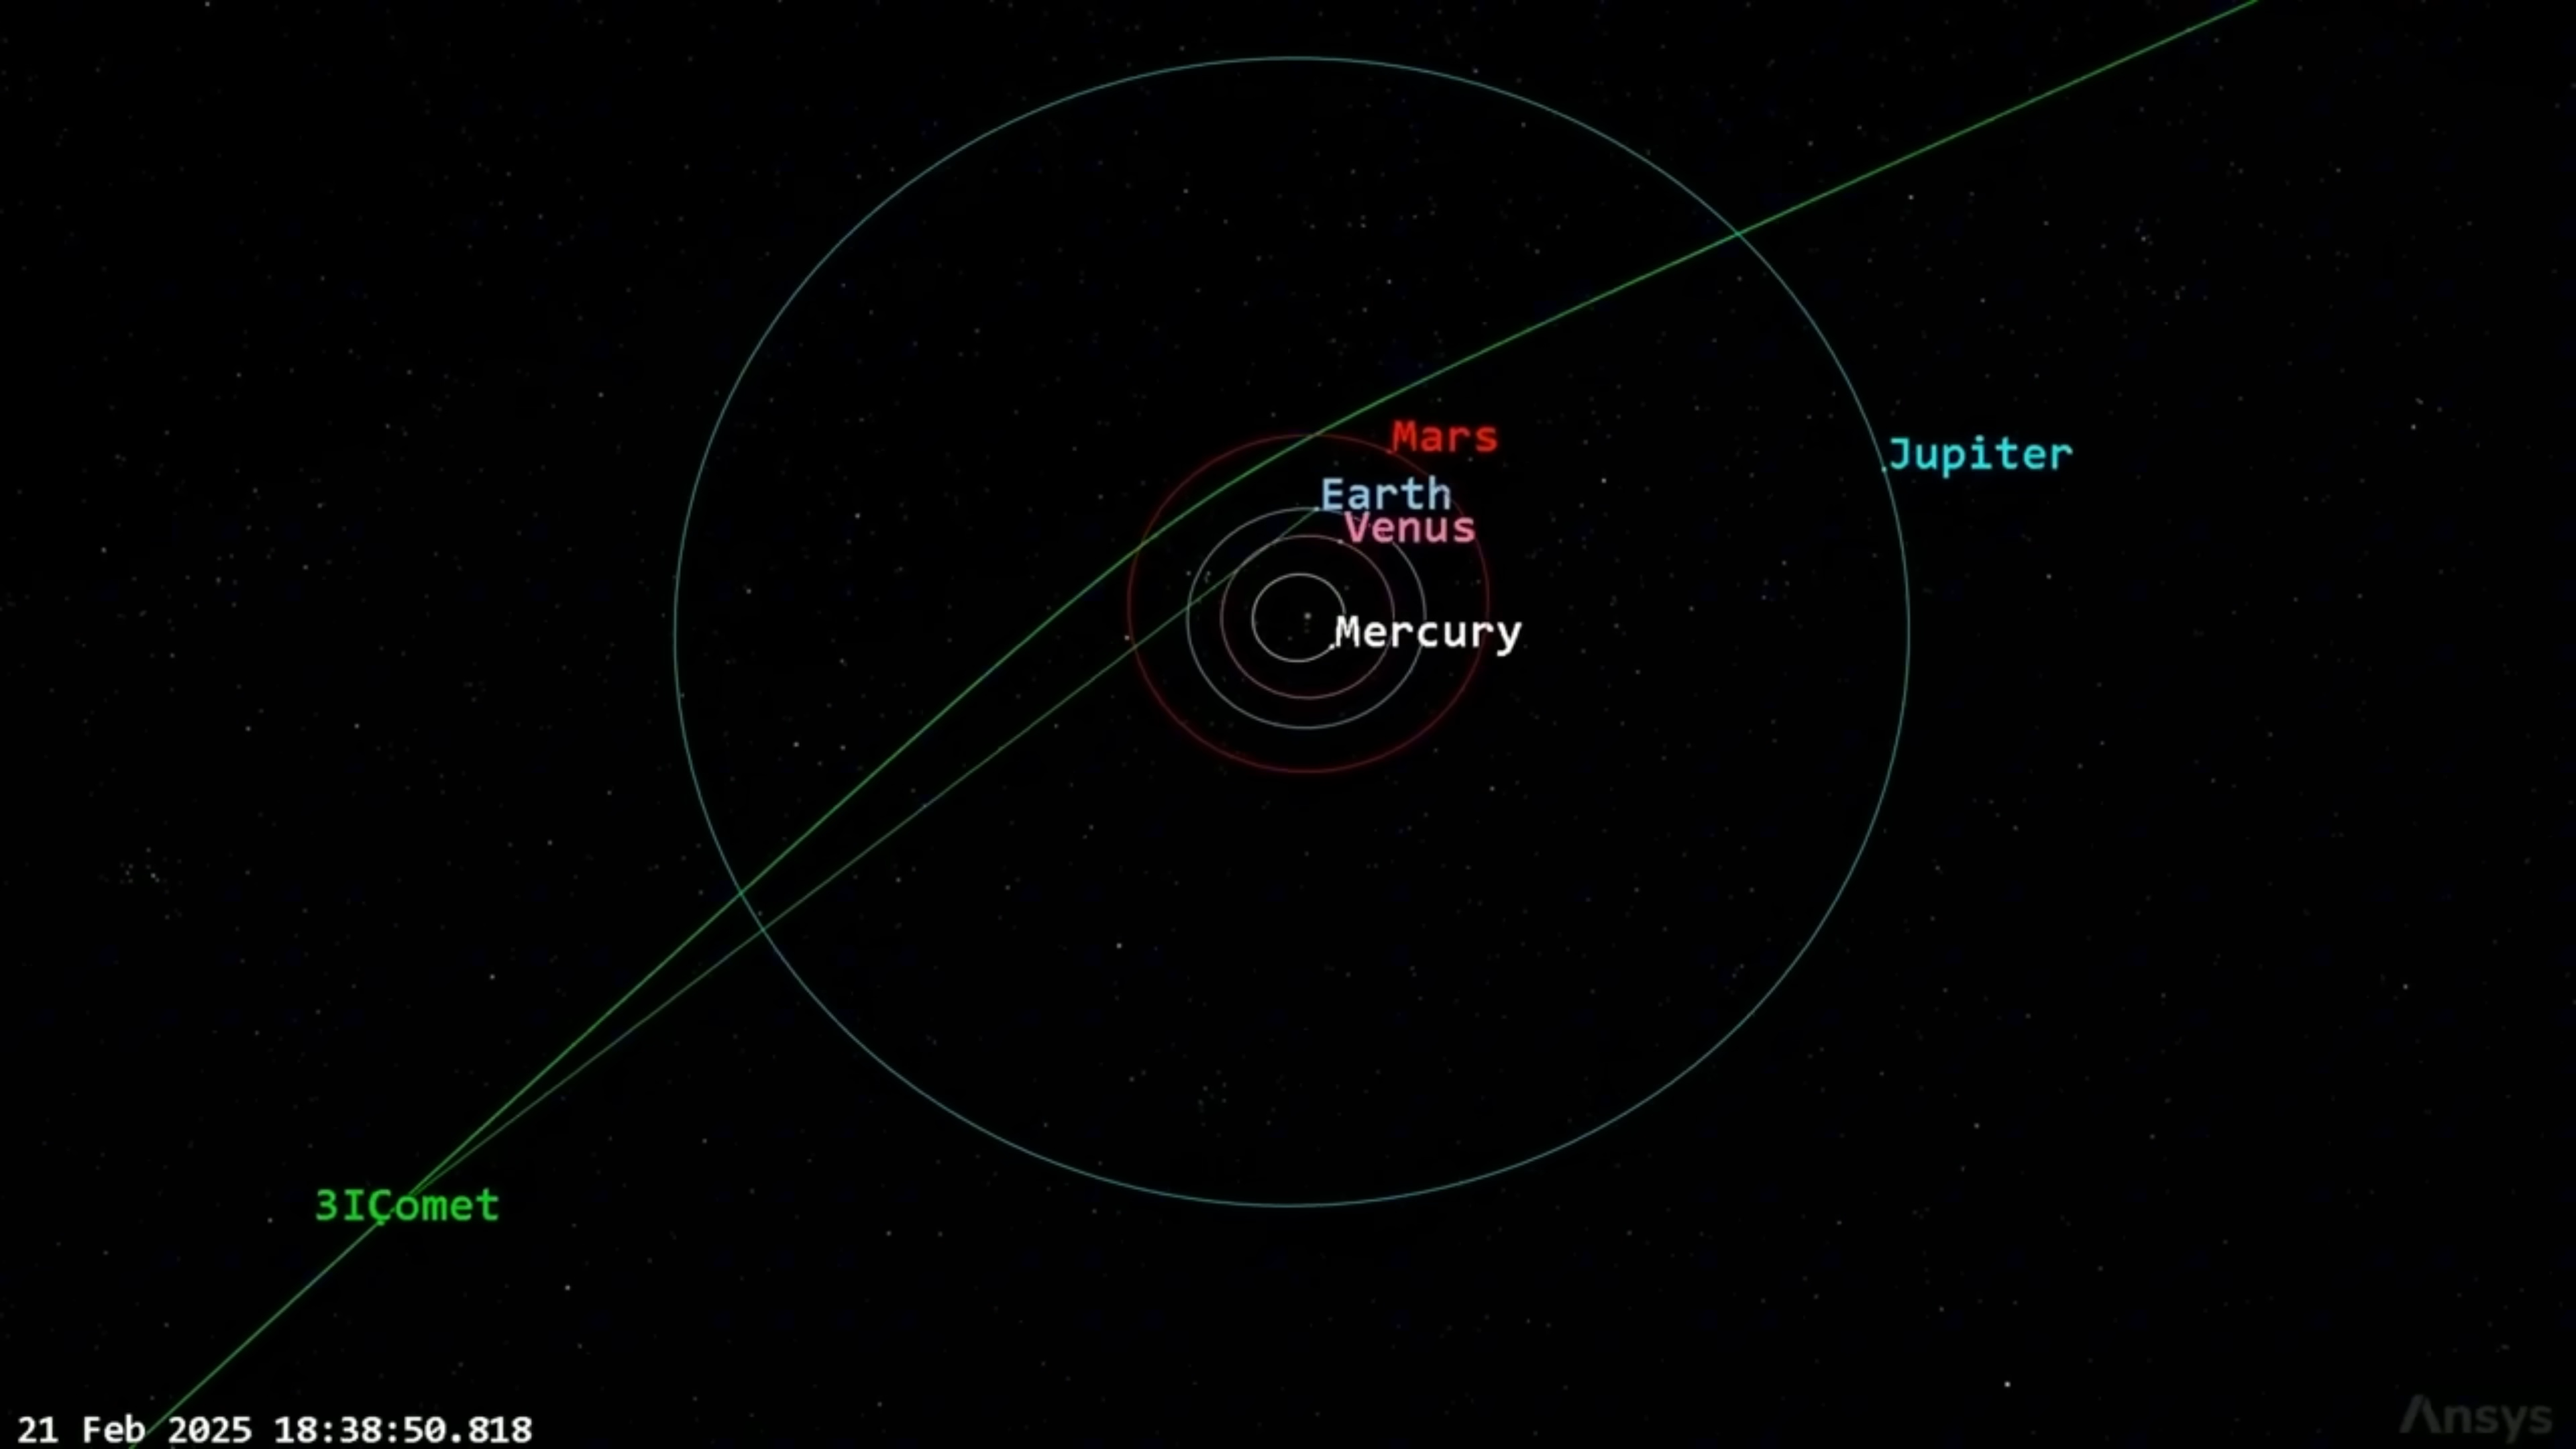 Mars
Jupiter
Earth
Venus
Mercury
3IComet
21 Feb 2025 18:38:50.818
Ansys